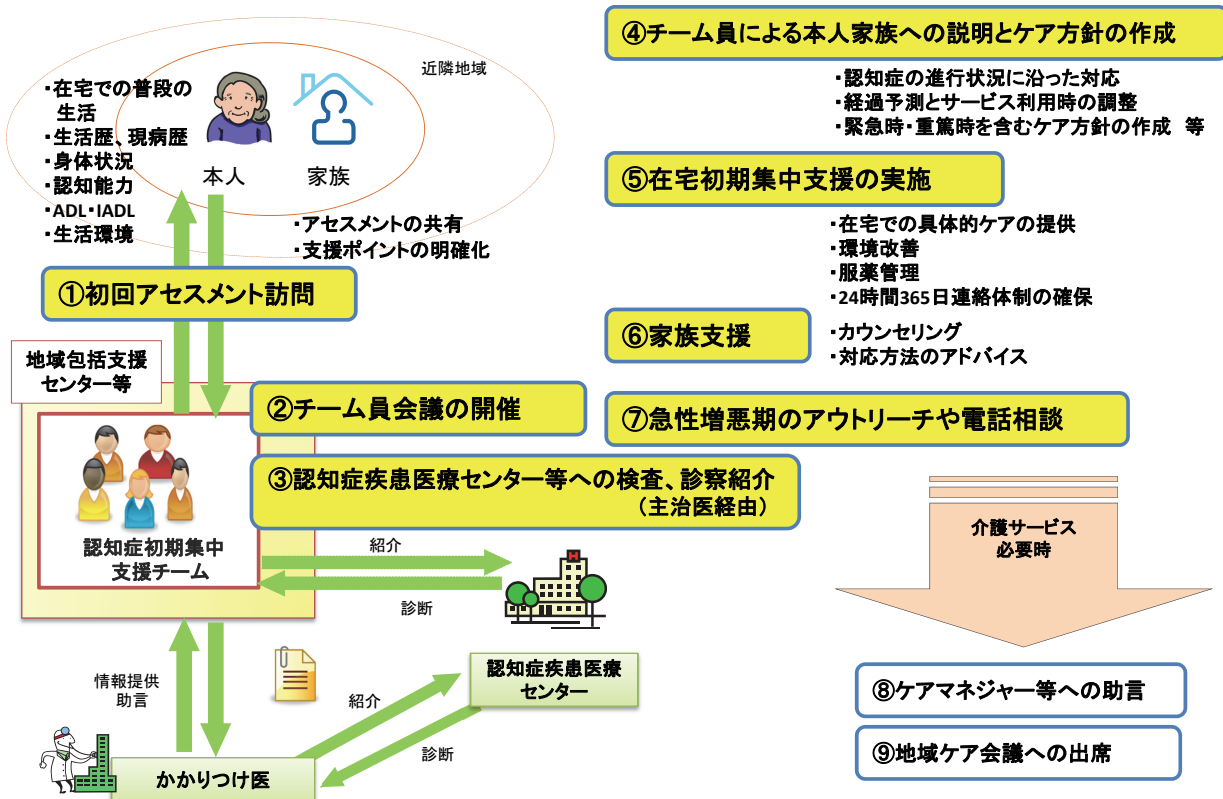 近隣地域
・在宅での普段の
生活
・生活歴、現病歴
・身体状況
・認知能力
・ADL・IADL
・生活環境
本人
家族
・アセスメントの共有
・支援ポイントの明確化
①初回アセスメント訪問
地域包括支援
センター等
②チーム員会議の開催
③認知症疾患医療センター等への検査、診察紹介
（主治医経由）
認知症初期集中
支援チーム
紹介
診断
H
情報提供
助言
紹介
診断
認知症疾患医療
センター
かかりつけ医
④チーム員による本人家族への説明とケア方針の作成
・認知症の進行状況に沿った対応
・経過予測とサービス利用時の調整
・緊急時・重篤時を含むケア方針の作成 等
⑤在宅初期集中支援の実施
・在宅での具体的ケアの提供
・環境改善
・服薬管理
・24時間365日連絡体制の確保
⑥家族支援
・カウンセリング
・対応方法のアドバイス
⑦急性増悪期のアウトリーチや電話相談
介護サービス
必要時
⑧ケアマネジャー等への助言
⑨地域ケア会議への出席